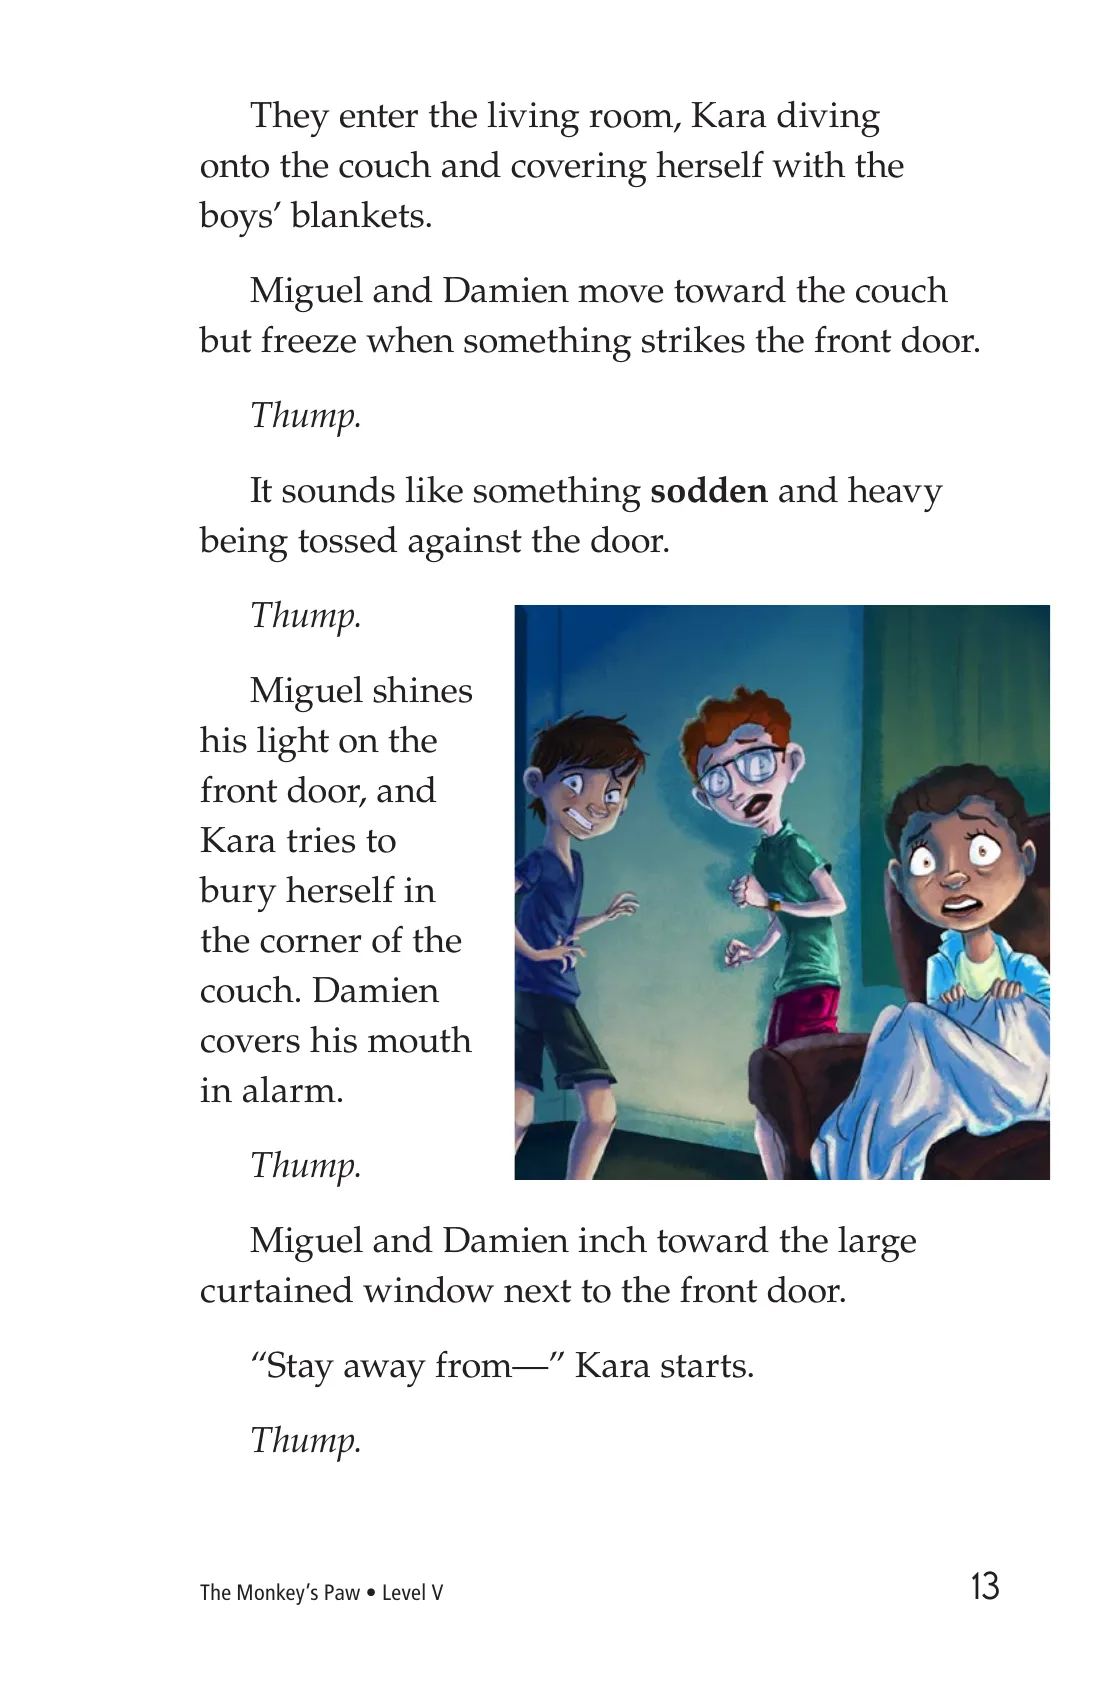 They enter the living room, Kara diving
onto the couch and covering herself with the
boys’ blankets.
Miguel and Damien move toward the couch
but freeze when something strikes the front door.
Thump.
It sounds like something sodden and heavy
being tossed against the door.
Thump.
Miguel shines
his light on the
front door, and
Kara tries to
bury herself in
the corner of the
couch. Damien
covers his mouth
in alarm.
Thump.
Miguel and Damien inch toward the large
curtained window next to the front door.
“Stay away from—” Kara starts.
Thump.
The Monkey’s Paw • Level V
13